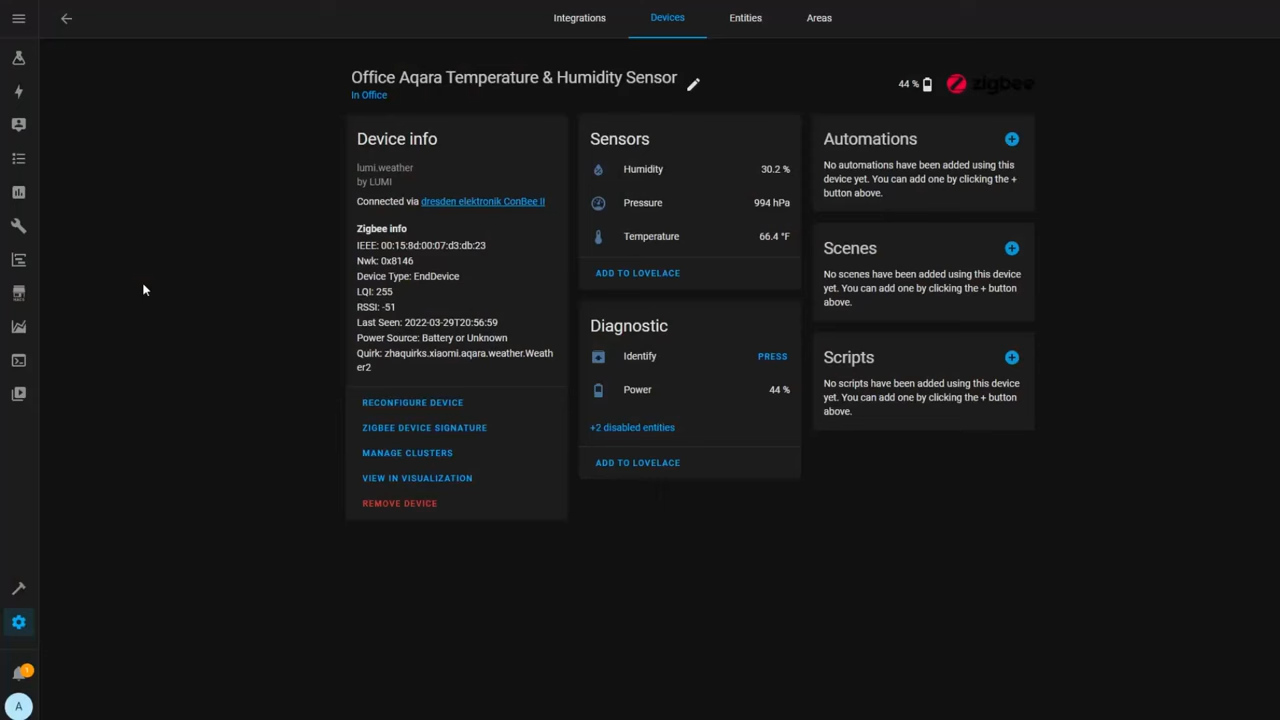 Integrations
Devices
Entities
Areas
Office Aqara Temperature & Humidity Sensor
In Office
44 %
zigbee
Device info
lumi.weather
by LUMI
Connected via dresden elektronik ConBee II
Zigbee info
IEEE: 00:15:8d:00:07:d3:db:23
Nwk: 0x8146
Device Type: EndDevice
LQI: 255
RSSI: -51
Last Seen: 2022-03-29T20:56:59
Power Source: Battery or Unknown
Quirk: zhaquirks.xiaomi.aqara.weather.Weath
er2
RECONFIGURE DEVICE
ZIGBEE DEVICE SIGNATURE
MANAGE CLUSTERS
VIEW IN VISUALIZATION
REMOVE DEVICE
Sensors
Humidity 30.2 %
Pressure 994 hPa
Temperature 66.4 °F
ADD TO LOVELACE
Diagnostic
Identify PRESS
Power 44 %
+2 disabled entities
ADD TO LOVELACE
Automations
No automations have been added using this
device yet. You can add one by clicking the +
button above.
Scenes
No scenes have been added using this device
yet. You can add one by clicking the + button
above.
Scripts
No scripts have been added using this device
yet. You can add one by clicking the + button
above.
1
A